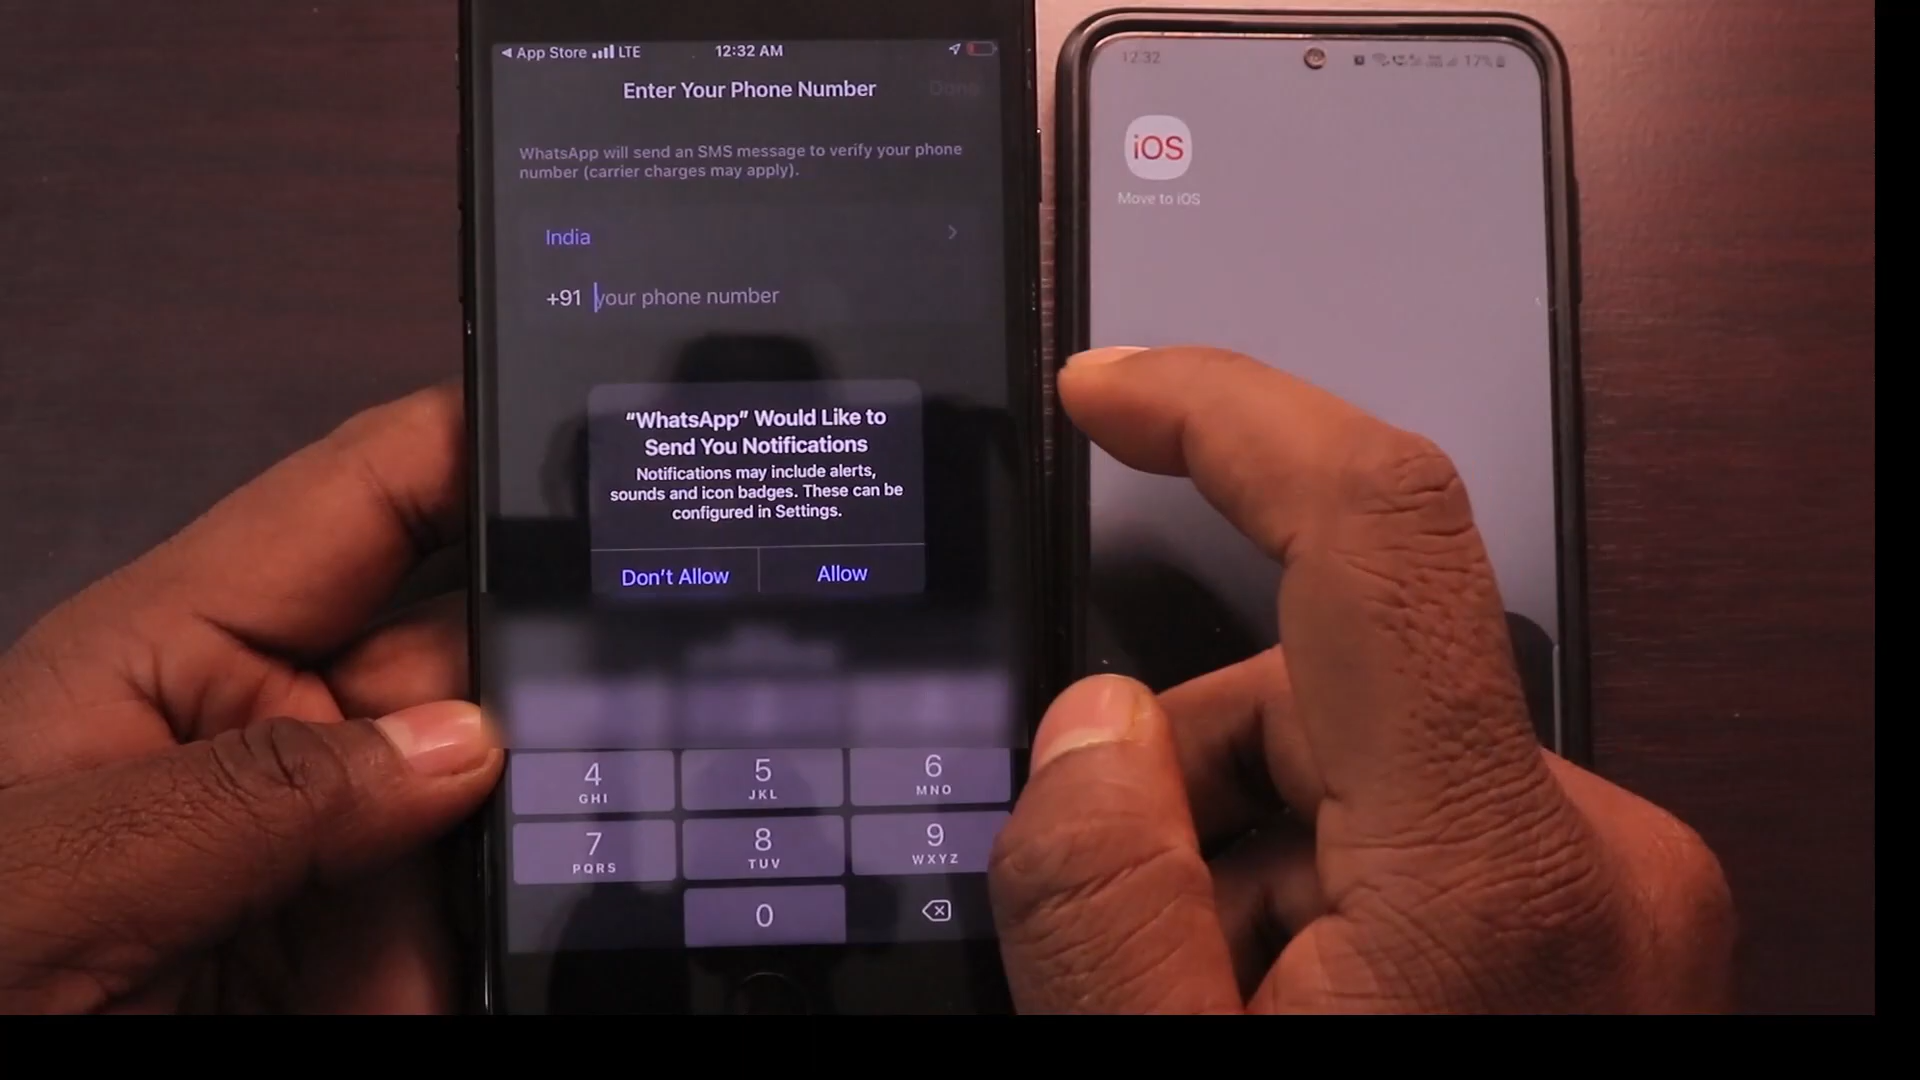 App Store LTE 12:32 AM
Enter Your Phone Number
Done
WhatsApp will send an SMS message to verify your phone
number (carrier charges may apply).
India
+91 your phone number
“WhatsApp” Would Like to
Send You Notifications
Notifications may include alerts,
sounds and icon badges. These can be
configured in Settings.
Don’t Allow Allow
4 5 6
GHI JKL MNO
7 8 9
PQRS TUV WXYZ
0
12:32 17%
iOS
Move to iOS